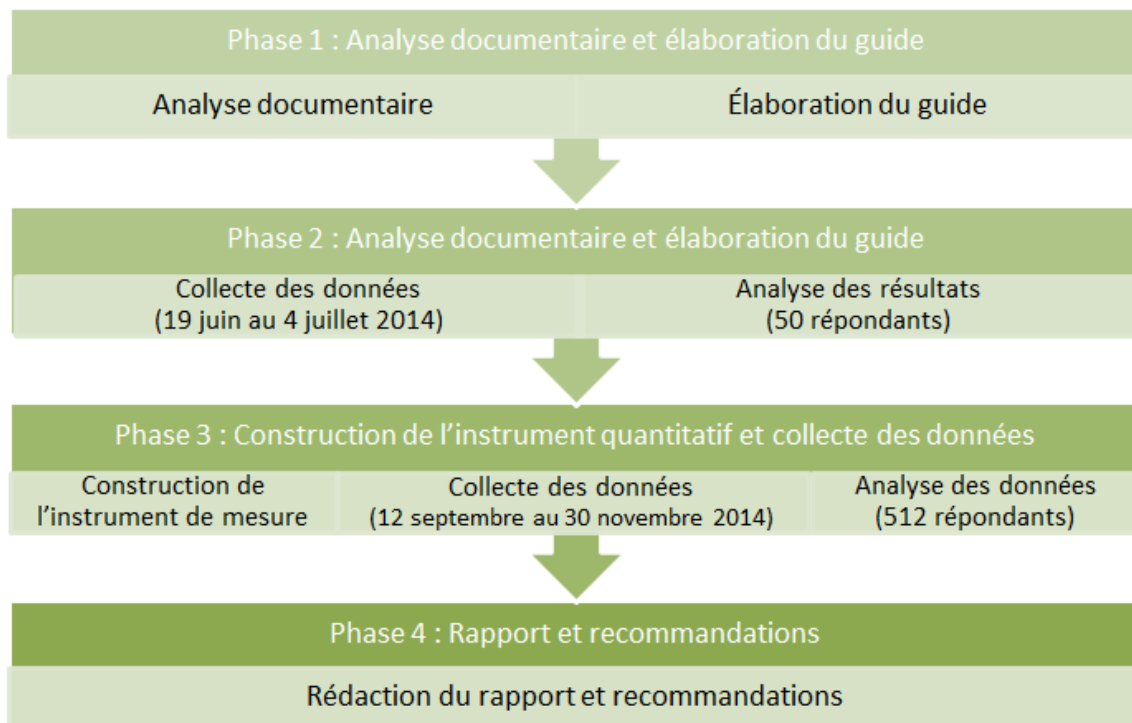 Phase 1 : Analyse documentaire et élaboration du guide
Analyse documentaire
Élaboration du guide
Phase 2 : Analyse documentaire et élaboration du guide
Collecte des données
(19 juin au 4 juillet 2014)
Analyse des résultats
(50 répondants)
Phase 3 : Construction de l’instrument quantitatif et collecte des données
Construction de
l’instrument de mesure
Collecte des données
(12 septembre au 30 novembre 2014)
Analyse des données
(512 répondants)
Phase 4 : Rapport et recommandations
Rédaction du rapport et recommandations